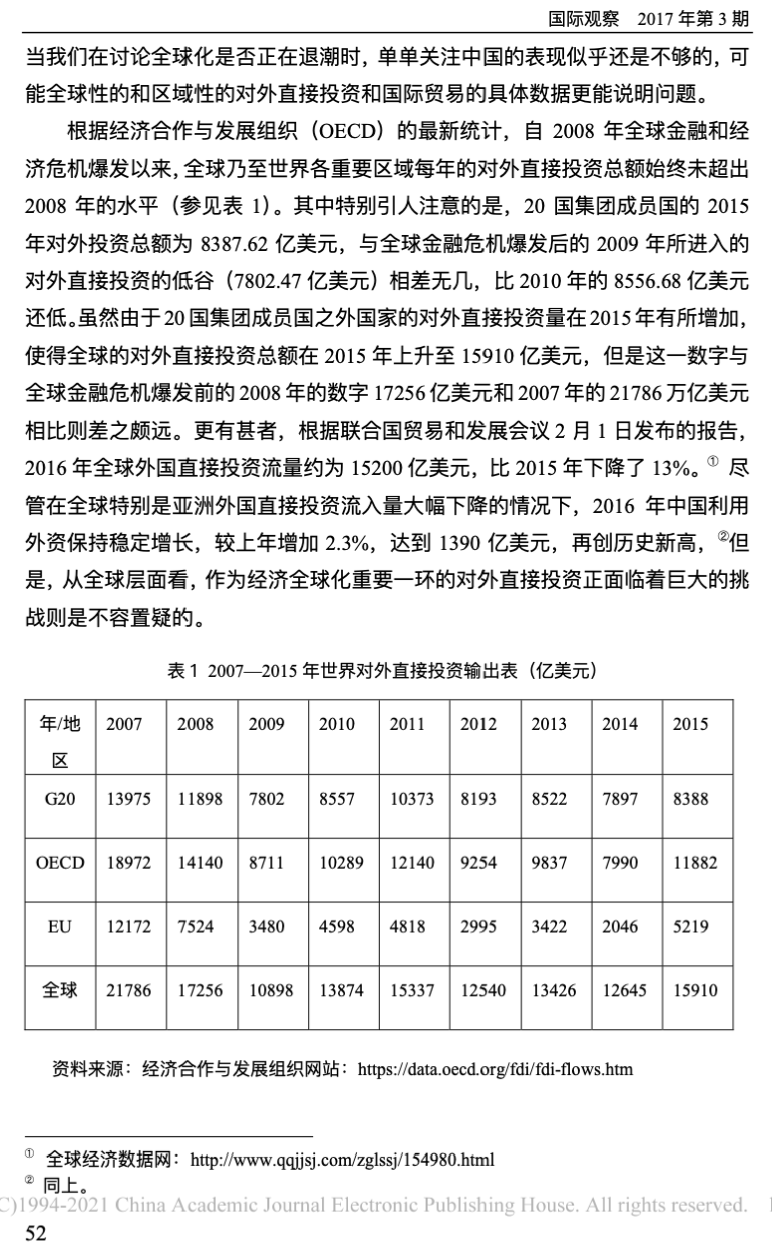 国际观察 2017 年第 3 期
当我们在讨论全球化是否正在退潮时，单单关注中国的表现似乎还是不够的，可
能全球性的和区域性的对外直接投资和国际贸易的具体数据更能说明问题。
根据经济合作与发展组织（OECD）的最新统计，自 2008 年全球金融和经
济危机爆发以来，全球乃至世界各重要区域每年的对外直接投资总额始终未超出
2008 年的水平（参见表 1）。其中特别引人注意的是，20 国集团成员国的 2015
年对外投资总额为 8387.62 亿美元，与全球金融危机爆发后的 2009 年所进入的
对外直接投资的低谷（7802.47 亿美元）相差无几，比 2010 年的 8556.68 亿美元
还低。虽然由于 20 国集团成员国之外国家的对外直接投资量在 2015 年有所增加，
使得全球的对外直接投资总额在 2015 年上升至 15910 亿美元，但是这一数字与
全球金融危机爆发前的 2008 年的数字 17256 亿美元和 2007 年的 21786 万亿美元
相比则差之颇远。更有甚者，根据联合国贸易和发展会议 2 月 1 日发布的报告，
2016 年全球外国直接投资流量约为 15200 亿美元，比 2015 年下降了 13%。① 尽
管在全球特别是亚洲外国直接投资流入量大幅下降的情况下，2016 年中国利用
外资保持稳定增长，较上年增加 2.3%，达到 1390 亿美元，再创历史新高，②但
是，从全球层面看，作为经济全球化重要一环的对外直接投资正面临着巨大的挑
战则是不容置疑的。
表 1 2007—2015 年世界对外直接投资输出表（亿美元）
年/地区 2007 2008 2009 2010 2011 2012 2013 2014 2015
G20 13975 11898 7802 8557 10373 8193 8522 7897 8388
OECD 18972 14140 8711 10289 12140 9254 9837 7990 11882
EU 12172 7524 3480 4598 4818 2995 3422 2046 5219
全球 21786 17256 10898 13874 15337 12540 13426 12645 15910
资料来源：经济合作与发展组织网站：https://data.oecd.org/fdi/fdi-flows.htm
① 全球经济数据网：http://www.qqjjsj.com/zglssj/154980.html
② 同上。
C)1994-2021 China Academic Journal Electronic Publishing House. All rights reserved.
52